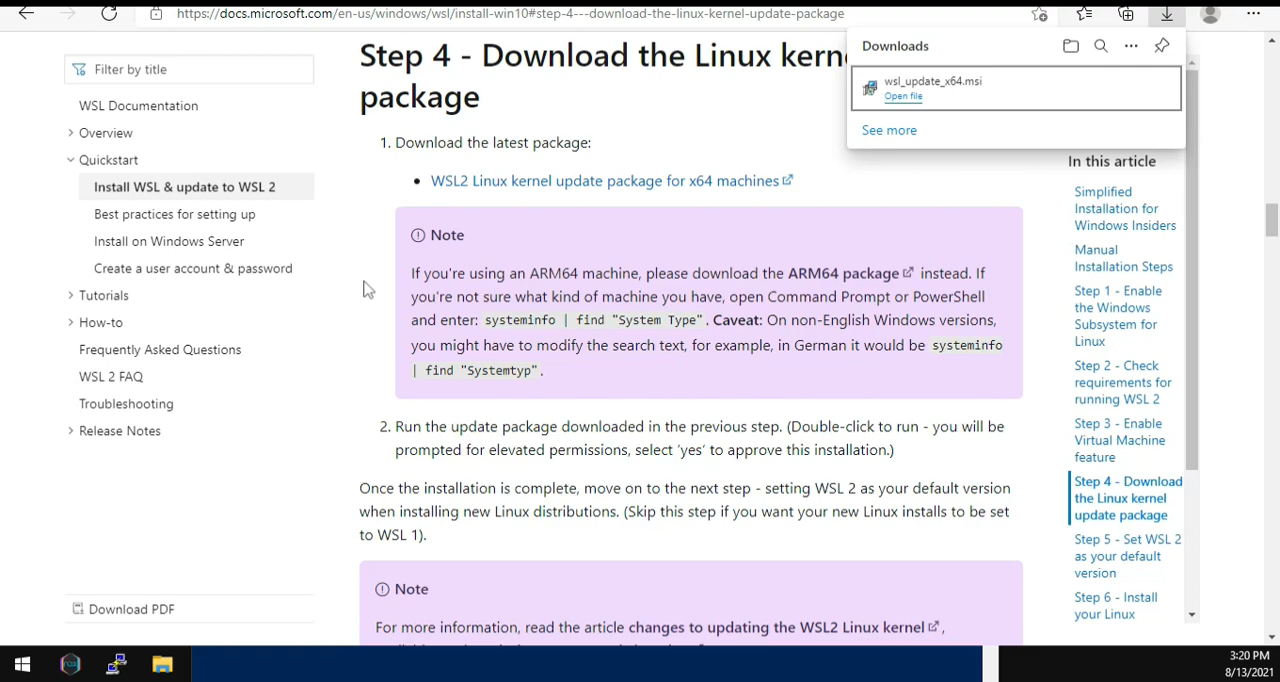 https://docs.microsoft.com/en-us/windows/wsl/install-win10#step-4---download-the-linux-kernel-update-package
Downloads
wsl_update_x64.msi
Open file
See more
Filter by title
WSL Documentation
Overview
Quickstart
Install WSL & update to WSL 2
Best practices for setting up
Install on Windows Server
Create a user account & password
Tutorials
How-to
Frequently Asked Questions
WSL 2 FAQ
Troubleshooting
Release Notes
Download PDF
Step 4 - Download the Linux kern
package
1. Download the latest package:
• WSL2 Linux kernel update package for x64 machines
Note
If you're using an ARM64 machine, please download the ARM64 package instead. If
you're not sure what kind of machine you have, open Command Prompt or PowerShell
and enter: systeminfo | find "System Type". Caveat: On non-English Windows versions,
you might have to modify the search text, for example, in German it would be systeminfo
| find "Systemtyp".
2. Run the update package downloaded in the previous step. (Double-click to run - you will be
prompted for elevated permissions, select ‘yes’ to approve this installation.)
Once the installation is complete, move on to the next step - setting WSL 2 as your default version
when installing new Linux distributions. (Skip this step if you want your new Linux installs to be set
to WSL 1).
Note
For more information, read the article changes to updating the WSL2 Linux kernel,
In this article
Simplified
Installation for
Windows Insiders
Manual
Installation Steps
Step 1 - Enable
the Windows
Subsystem for
Linux
Step 2 - Check
requirements for
running WSL 2
Step 3 - Enable
Virtual Machine
feature
Step 4 - Download
the Linux kernel
update package
Step 5 - Set WSL 2
as your default
version
Step 6 - Install
your Linux
3:20 PM
8/13/2021